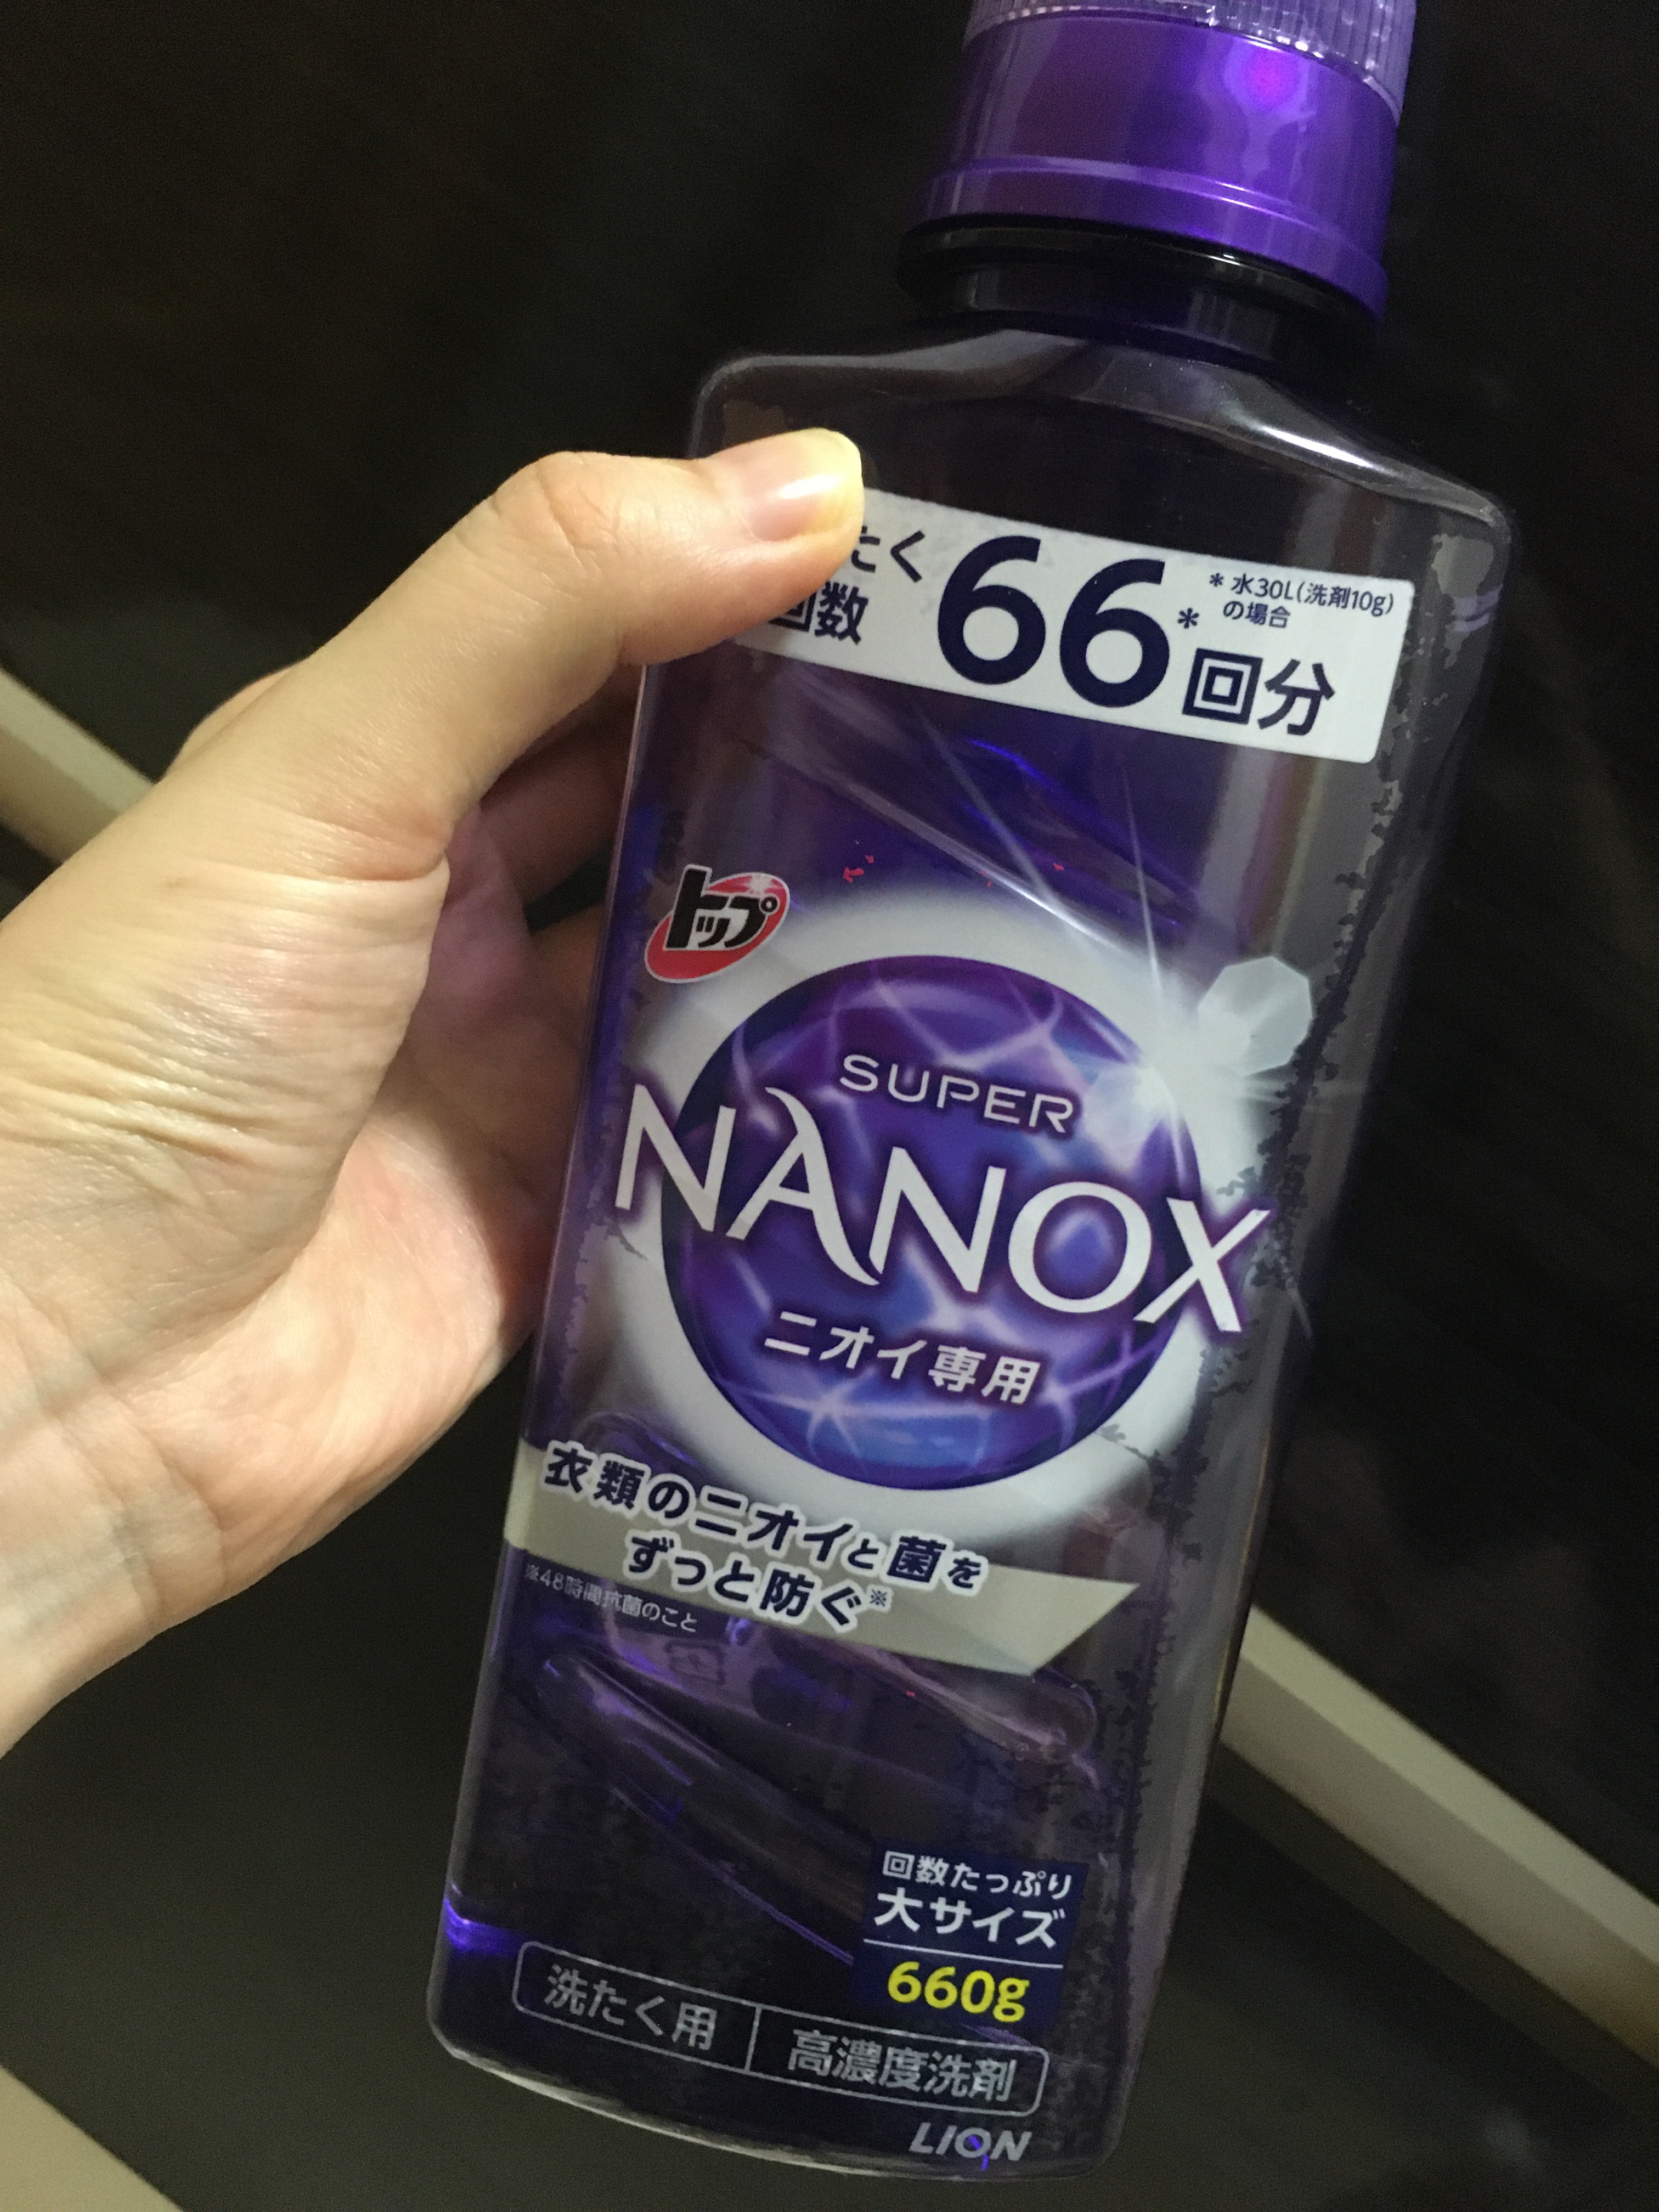 たく
回数
66*
回分
* 水30L(洗剤10g)
の場合
トップ
SUPER
NANOX
ニオイ専用
衣類のニオイと菌を
ずっと防ぐ※
※48時間抗菌のこと
回数たっぷり
大サイズ
660g
洗たく用
高濃度洗剤
LION